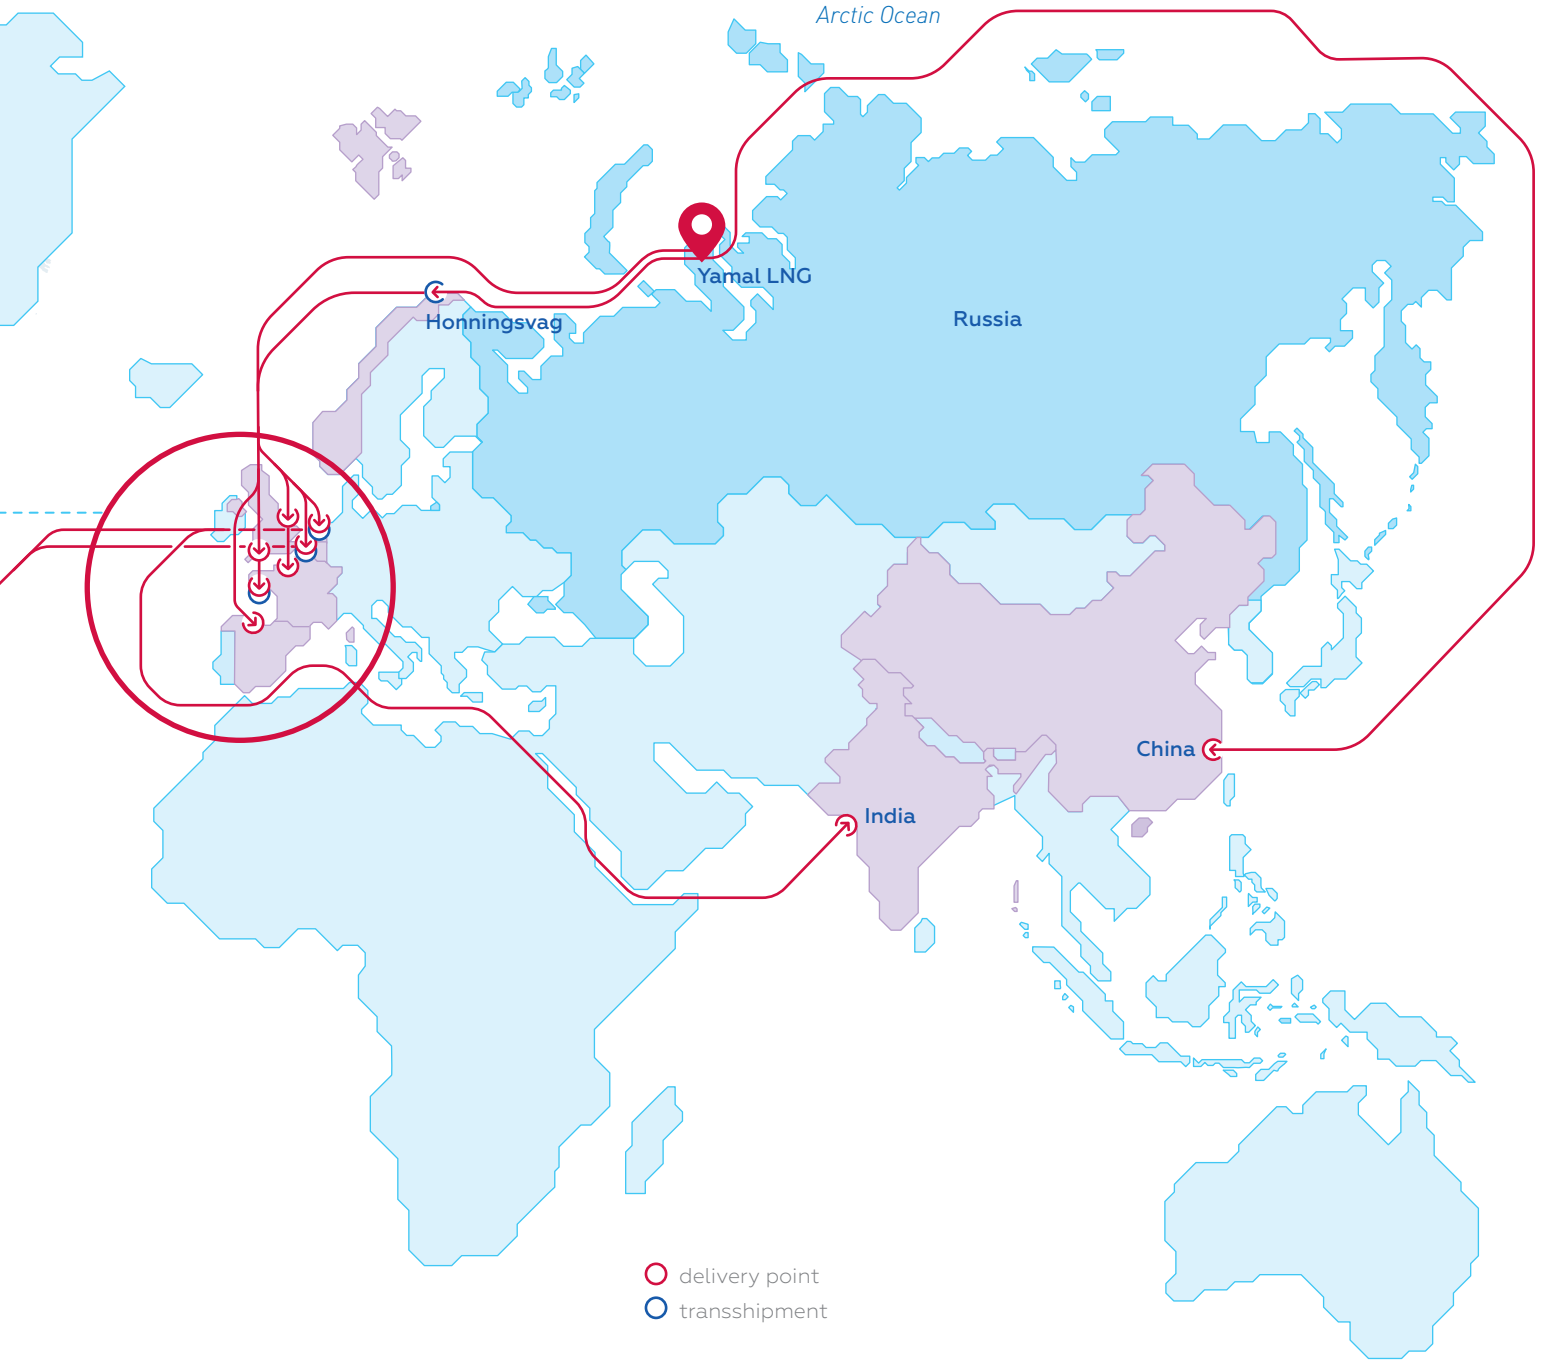 Arctic Ocean
Yamal LNG
Honningsvag
Russia
China
India
delivery point
transshipment